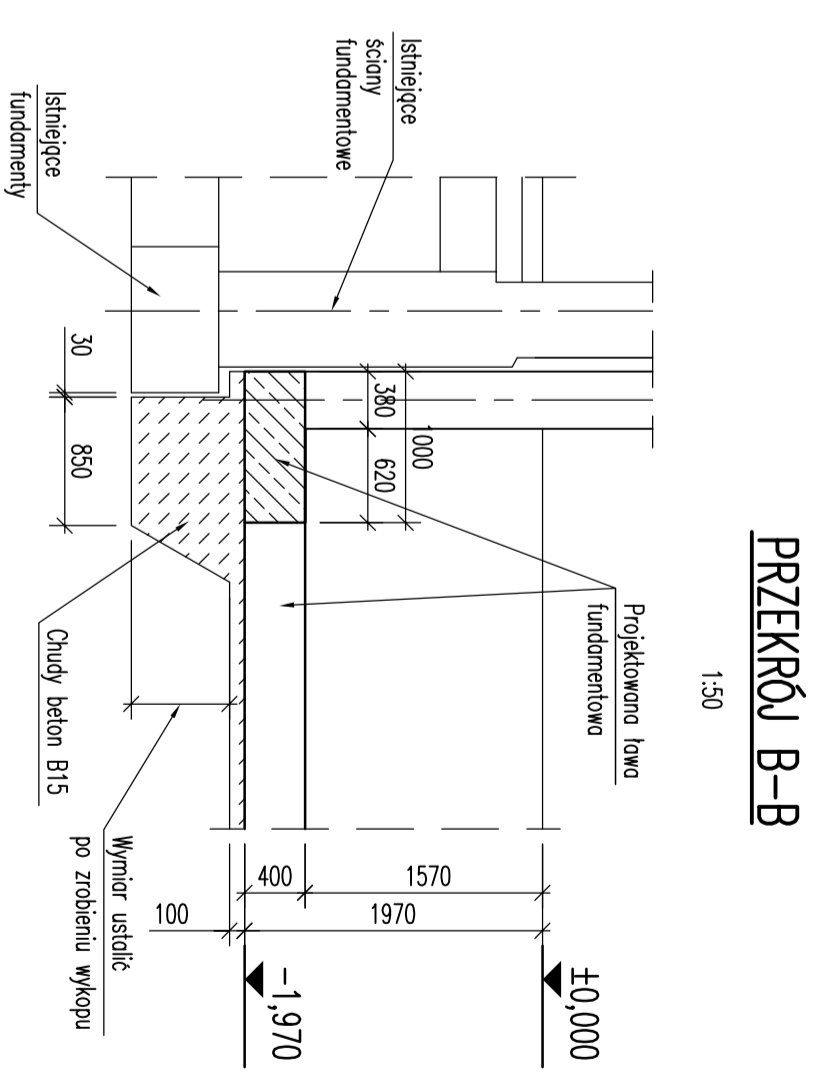 PRZEKRÓJ B-B
1:50
Istniejące
ściany
fundamentowe
Istniejące
fundamenty
Projektowana ława
fundamentowa
380
620
1000
30
850
Chudy beton B15
Wymiar ustalić
po zrobieniu wykopu
400
1570
100
1970
±0,000
-1,970